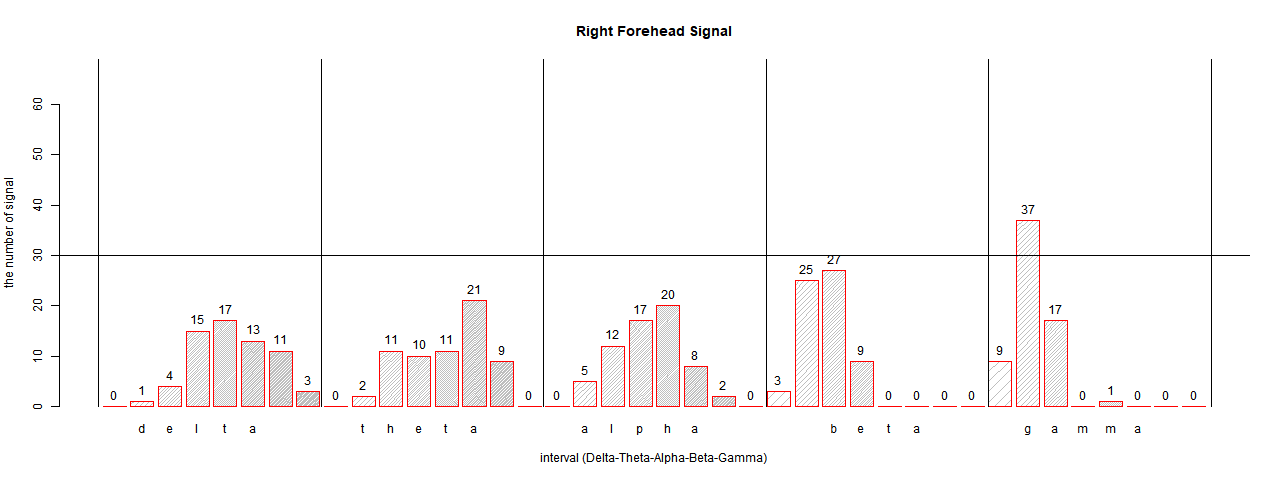 Right Forehead Signal
the number of signal
60
50
40
30
20
10
0
0 1 4 15 17 13 11 3 0 2 11 10 11 21 9 0 0 5 12 17 20 8 2 0 3 25 27 9 0 0 0 0 9 37 17 0 1 0 0 0
d e l t a t h e t a a l p h a b e t a g a m m a
interval (Delta-Theta-Alpha-Beta-Gamma)